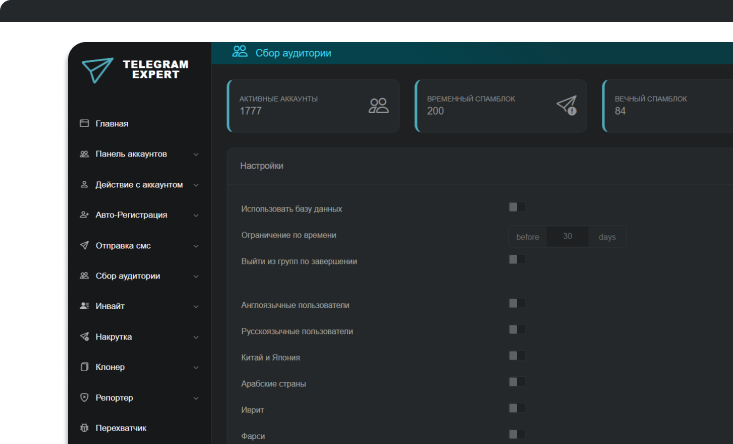 TELEGRAM
EXPERT
Сбор аудитории
АКТИВНЫЕ АККАУНТЫ
1777
ВРЕМЕННЫЙ СПАМБЛОК
200
ВЕЧНЫЙ СПАМБЛОК
84
Главная
Панель аккаунтов
Действие с аккаунтом
Авто-Регистрация
Отправка смс
Сбор аудитории
Инвайт
Накрутка
Клонер
Репортер
Перехватчик
Настройки
Использовать базу данных
Ограничение по времени
before 30 days
Выйти из групп по завершении
Англоязычные пользователи
Русскоязычные пользователи
Китай и Япония
Арабские страны
Иврит
Фарси